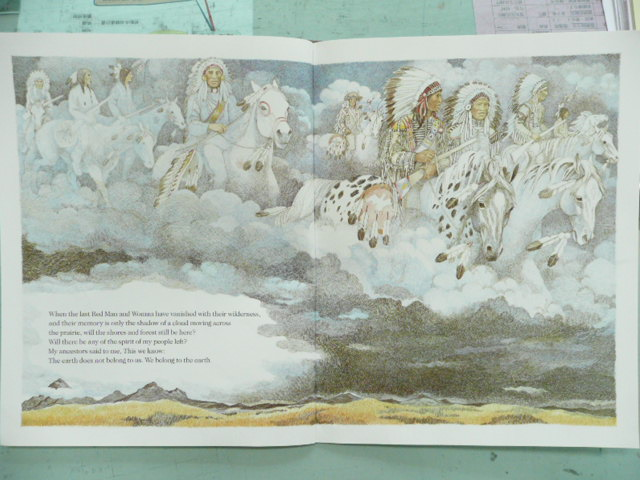 When the last Red Man and Woman have vanished with their wilderness,
and their memory is only the shadow of a cloud moving across
the prairie, will the shores and forest still be here?
Will there be any of the spirit of my people left?
My ancestors said to me, This we know:
The earth does not belong to us. We belong to the earth.